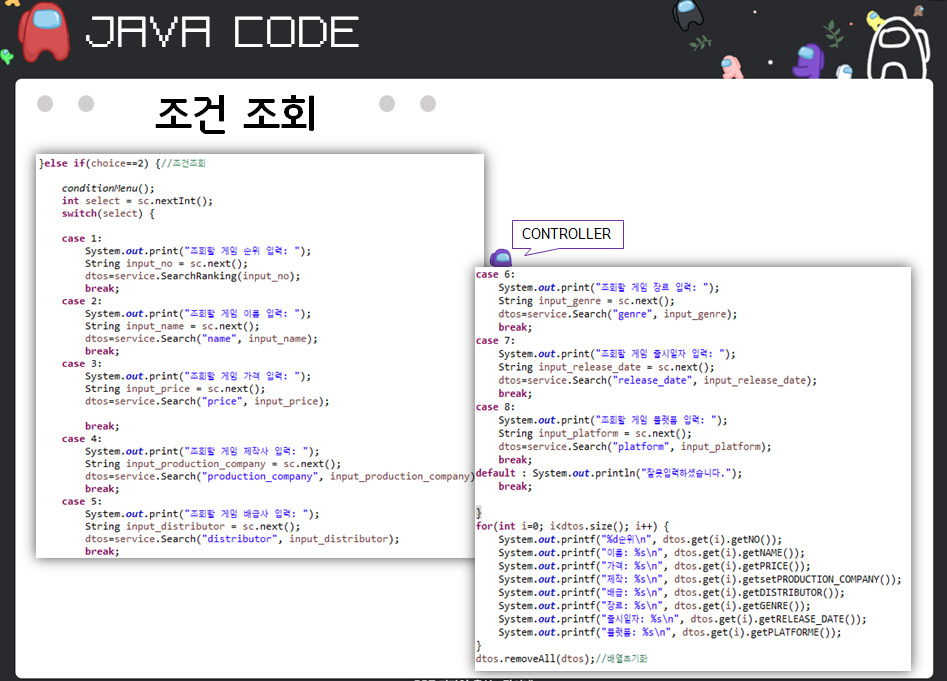 JAVA CODE
조건 조회
}else if(choice==2) {//조건조회
conditionMenu();
int select = sc.nextInt();
switch(select) {
case 1:
System.out.print("조회할 게임 순위 입력: ");
String input_no = sc.next();
dtos=service.SearchRanking(input_no);
break;
case 2:
System.out.print("조회할 게임 이름 입력: ");
String input_name = sc.next();
dtos=service.Search("name", input_name);
break;
case 3:
System.out.print("조회할 게임 가격 입력: ");
String input_price = sc.next();
dtos=service.Search("price", input_price);
break;
case 4:
System.out.print("조회할 게임 제작사 입력: ");
String input_production_company = sc.next();
dtos=service.Search("production_company", input_production_company)
break;
case 5:
System.out.print("조회할 게임 배급사 입력: ");
String input_distributor = sc.next();
dtos=service.Search("distributor", input_distributor);
break;
CONTROLLER
case 6:
System.out.print("조회할 게임 장르 입력: ");
String input_genre = sc.next();
dtos=service.Search("genre", input_genre);
break;
case 7:
System.out.print("조회할 게임 출시일자 입력: ");
String input_release_date = sc.next();
dtos=service.Search("release_date", input_release_date);
break;
case 8:
System.out.print("조회할 게임 플랫폼 입력: ");
String input_platform = sc.next();
dtos=service.Search("platform", input_platform);
break;
default : System.out.println("잘못입력하셨습니다.");
break;
}
for(int i=0; i<dtos.size(); i++) {
System.out.printf("%d순위\n", dtos.get(i).getNO());
System.out.printf("이름: %s\n", dtos.get(i).getNAME());
System.out.printf("가격: %s\n", dtos.get(i).getPRICE());
System.out.printf("제작: %s\n", dtos.get(i).getsetPRODUCTION_COMPANY());
System.out.printf("배급: %s\n", dtos.get(i).getDISTRIBUTOR());
System.out.printf("장르: %s\n", dtos.get(i).getGENRE());
System.out.printf("출시일자: %s\n", dtos.get(i).getRELEASE_DATE());
System.out.printf("플랫폼: %s\n", dtos.get(i).getPLATFORME());
}
dtos.removeAll(dtos);//배열초기화